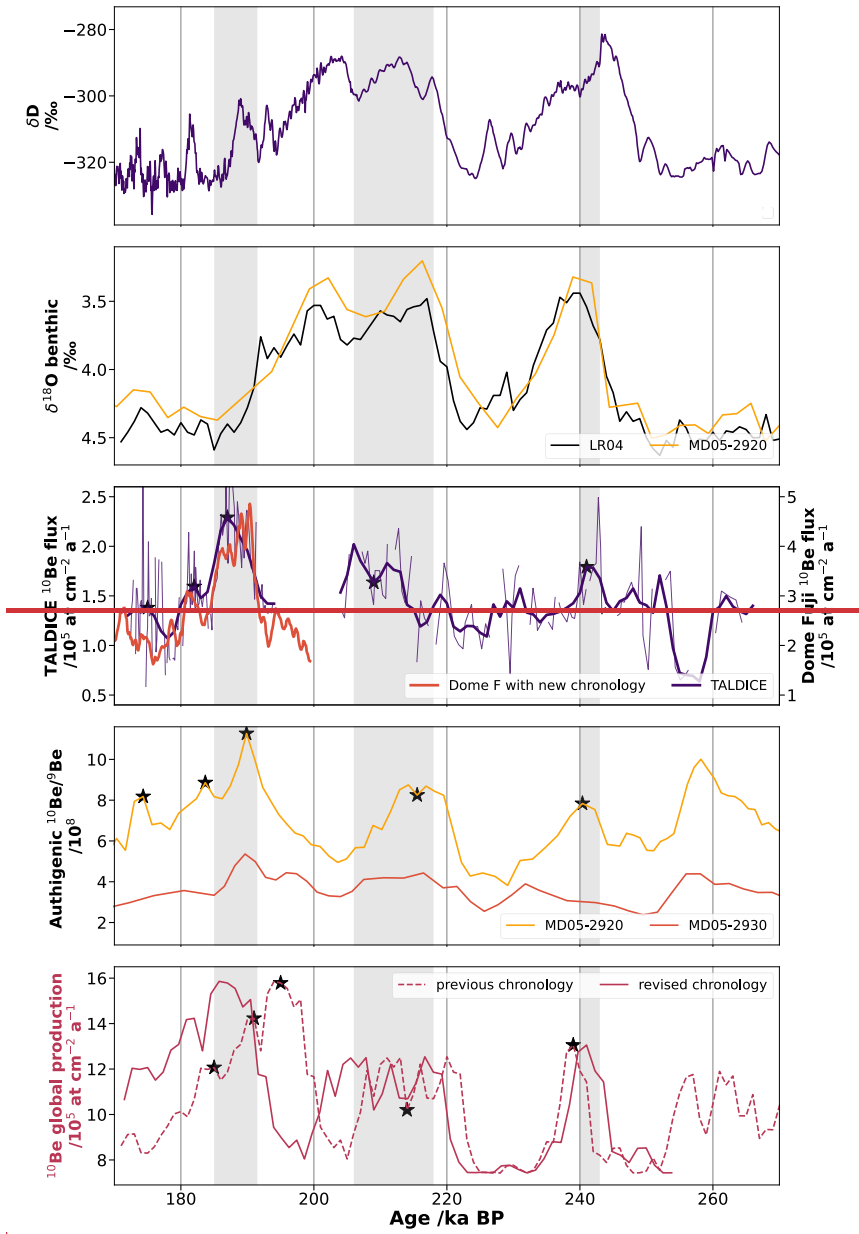 −280
−300
−320
δD
/‰
3.5
4.0
4.5
δ18O benthic
/‰
LR04
MD05-2920
2.5
2.0
1.5
1.0
0.5
TALDICE 10Be flux
/105 at cm−2 a−1
5
4
3
2
1
Dome Fuji 10Be flux
/105 at cm−2 a−1
Dome F with new chronology
TALDICE
10
8
6
4
2
Authigenic 10Be/9Be
/108
MD05-2920
MD05-2930
16
14
12
10
8
10Be global production
/105 at cm−2 a−1
previous chronology
revised chronology
170
180
200
220
240
260
Age /ka BP